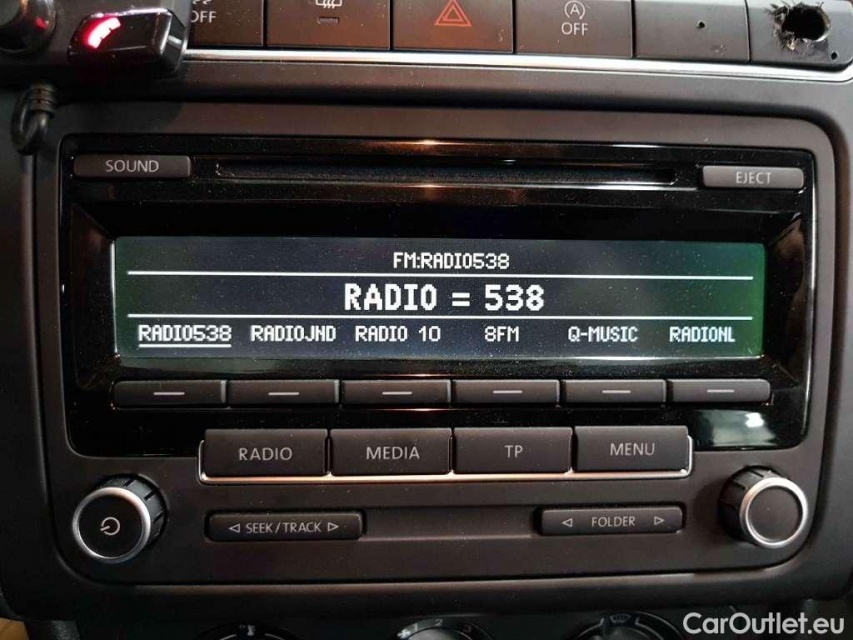 OFF
A
OFF
SOUND
EJECT
FM:RADIO538
RADIO = 538
RADIO538 RADIOJND RADIO 10 8FM Q-MUSIC RADIONL
RADIO MEDIA TP MENU
SEEK/TRACK
FOLDER
CarOutlet.eu